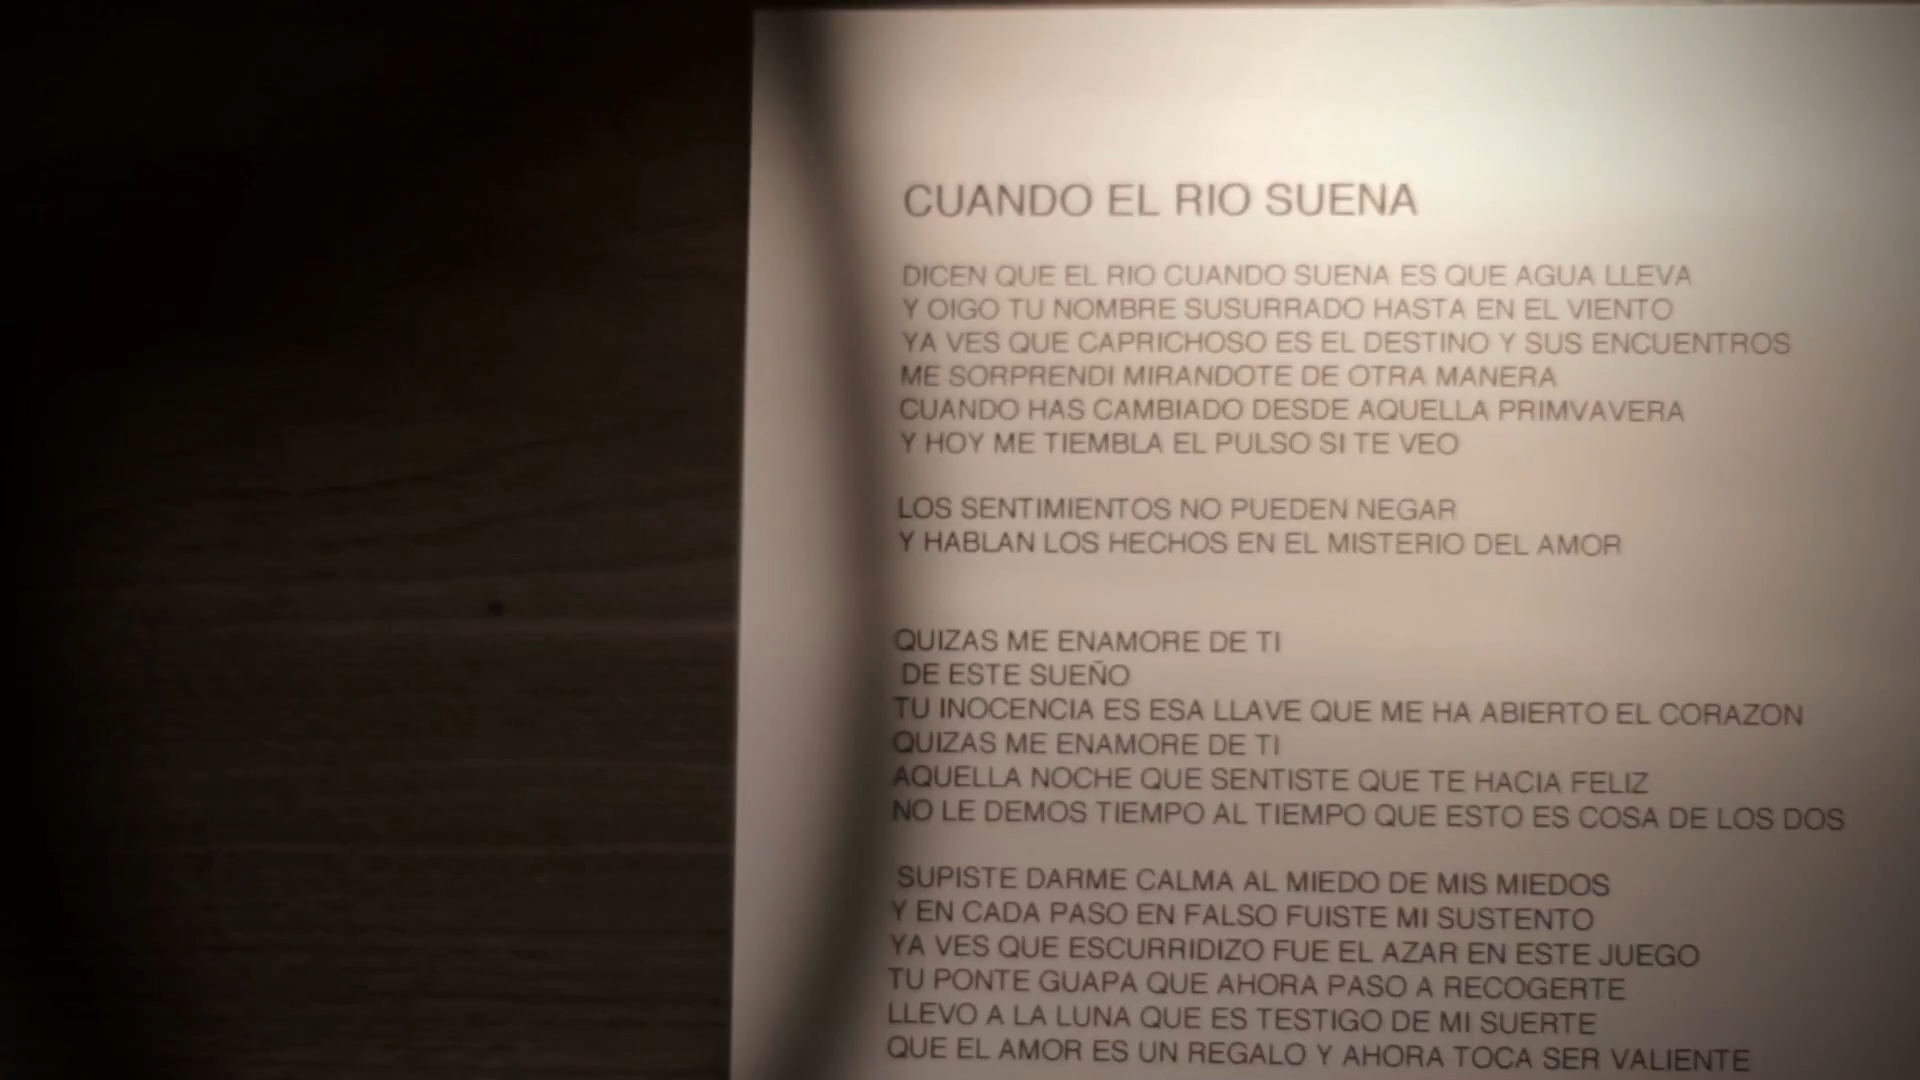 CUANDO EL RIO SUENA
DICEN QUE EL RIO CUANDO SUENA ES QUE AGUA LLEVA
Y OIGO TU NOMBRE SUSURRADO HASTA EN EL VIENTO
YA VES QUE CAPRICHOSO ES EL DESTINO Y SUS ENCUENTROS
ME SORPRENDI MIRANDOTE DE OTRA MANERA
CUANDO HAS CAMBIADO DESDE AQUELLA PRIMVAVERA
Y HOY ME TIEMBLA EL PULSO SI TE VEO
LOS SENTIMIENTOS NO PUEDEN NEGAR
Y HABLAN LOS HECHOS EN EL MISTERIO DEL AMOR
QUIZAS ME ENAMORE DE TI
DE ESTE SUEÑO
TU INOCENCIA ES ESA LLAVE QUE ME HA ABIERTO EL CORAZON
QUIZAS ME ENAMORE DE TI
AQUELLA NOCHE QUE SENTISTE QUE TE HACIA FELIZ
NO LE DEMOS TIEMPO AL TIEMPO QUE ESTO ES COSA DE LOS DOS
SUPISTE DARME CALMA AL MIEDO DE MIS MIEDOS
Y EN CADA PASO EN FALSO FUISTE MI SUSTENTO
YA VES QUE ESCURRIDIZO FUE EL AZAR EN ESTE JUEGO
TU PONTE GUAPA QUE AHORA PASO A RECOGERTE
LLEVO A LA LUNA QUE ES TESTIGO DE MI SUERTE
QUE EL AMOR ES UN REGALO Y AHORA TOCA SER VALIENTE